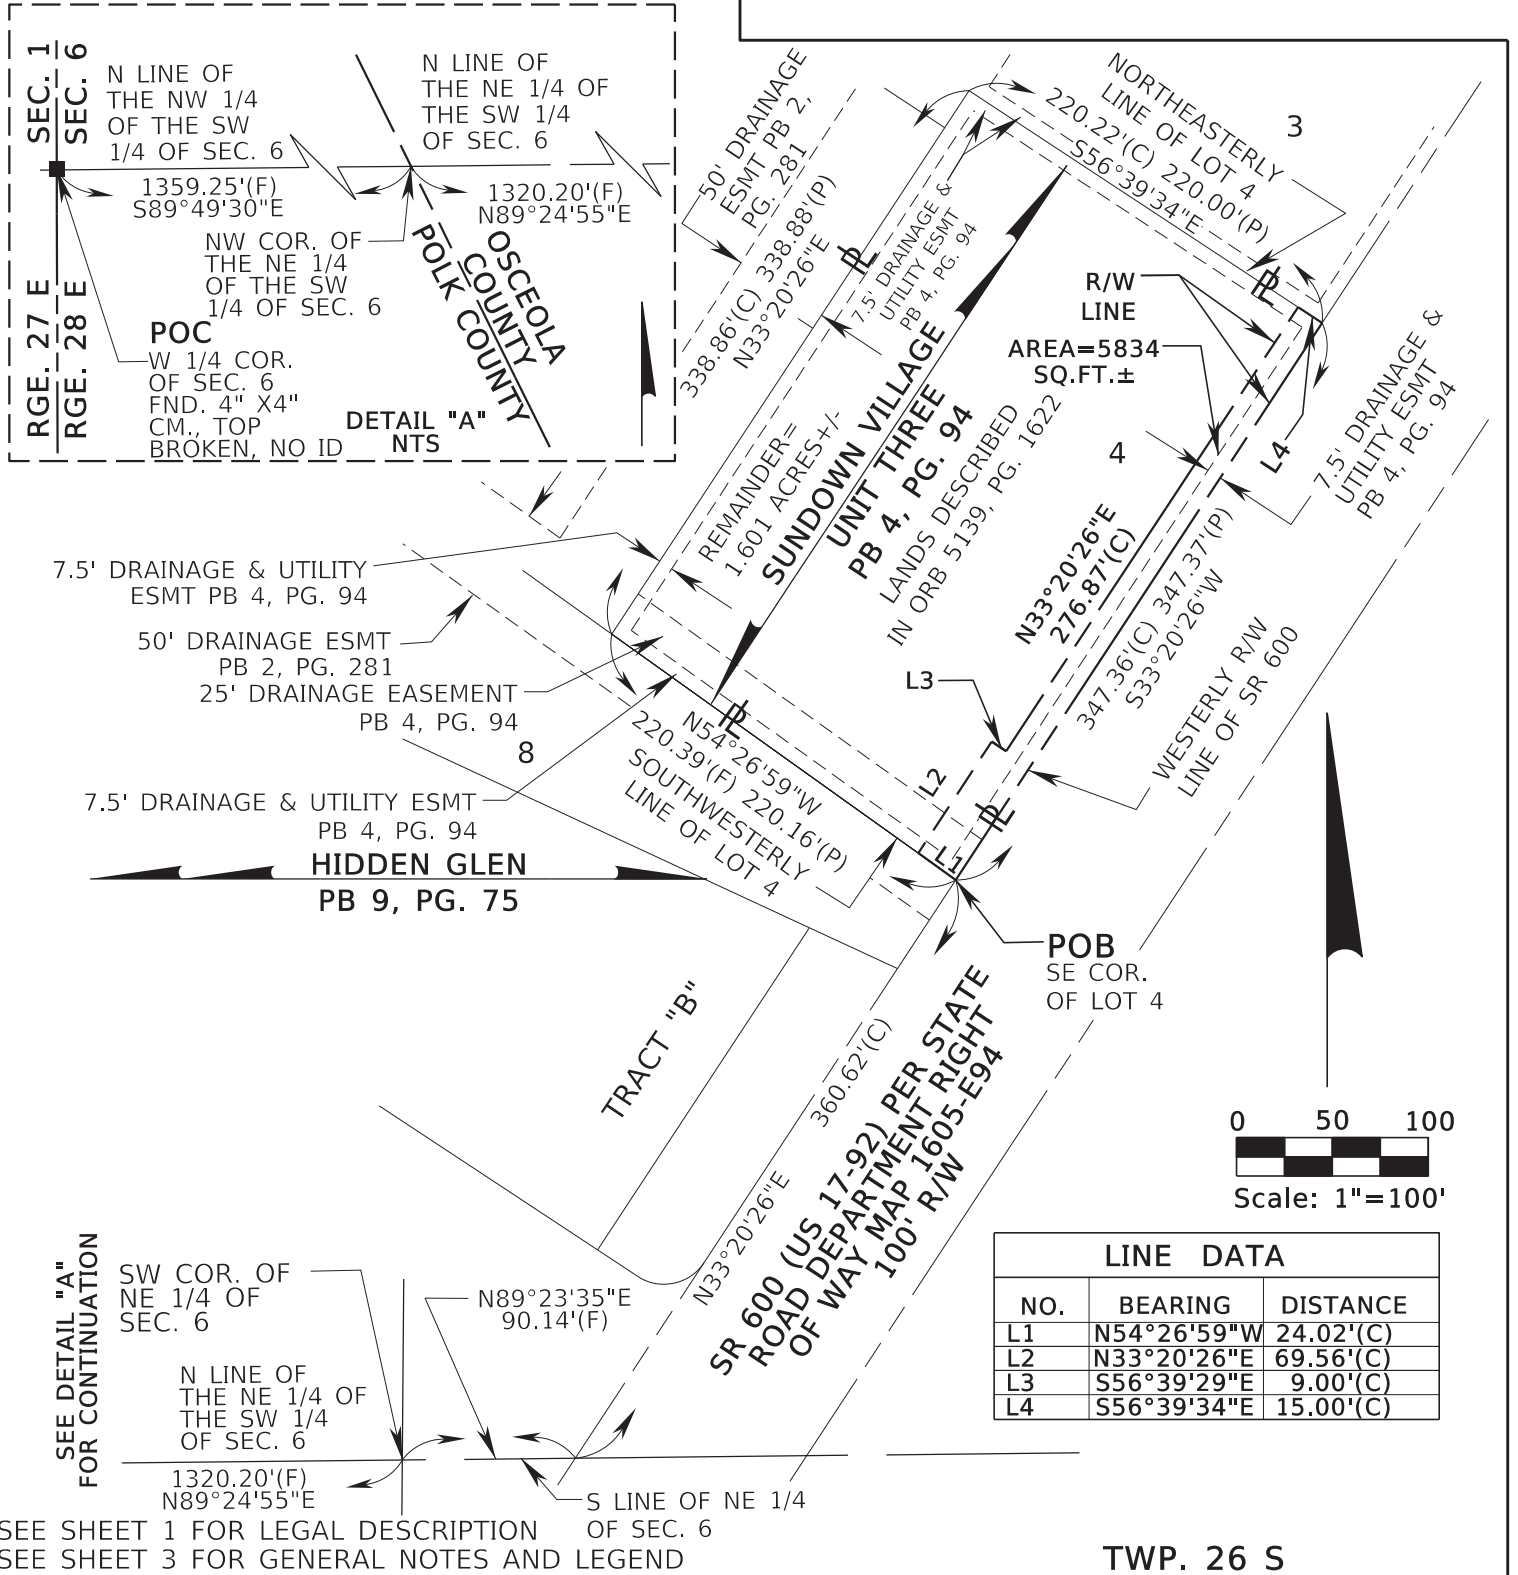 SEC. 1
SEC. 6
RGE. 27 E
RGE. 28 E
N LINE OF
THE NW 1/4
OF THE SW
1/4 OF SEC. 6
1359.25'(F)
S89°49'30"E
N LINE OF
THE NE 1/4 OF
THE SW 1/4
OF SEC. 6
1320.20'(F)
N89°24'55"E
NW COR. OF
THE NE 1/4
OF THE SW
1/4 OF SEC. 6
POC
W 1/4 COR.
OF SEC. 6
FND. 4" X4"
CM., TOP
BROKEN, NO ID
OSCEOLA
COUNTY
POLK COUNTY
DETAIL "A"
NTS
50' DRAINAGE
ESMT PB 2,
PG. 281
338.86'(C) 338.88'(P)
N33°20'26"E
PL
7.5' DRAINAGE &
UTILITY ESMT
PB 4, PG. 94
NORTHEASTERLY
LINE OF LOT 4
220.22'(C) 220.00'(P)
S56°39'34"E
3
PL
R/W
LINE
AREA=5834
SQ.FT.±
4
L4
7.5' DRAINAGE &
UTILITY ESMT
PB 4, PG. 94
REMAINDER=
1.601 ACRES+/-
SUNDOWN VILLAGE
UNIT THREE
PB 4, PG. 94
LANDS DESCRIBED
IN ORB 5139, PG. 1622
N33°20'26"E
276.87'(C)
347.36'(C) 347.37'(P)
S33°20'26"W
WESTERLY R/W
LINE OF SR 600
7.5' DRAINAGE & UTILITY
ESMT PB 4, PG. 94
50' DRAINAGE ESMT
PB 2, PG. 281
25' DRAINAGE EASEMENT
PB 4, PG. 94
8
7.5' DRAINAGE & UTILITY ESMT
PB 4, PG. 94
HIDDEN GLEN
PB 9, PG. 75
PL
N54°26'59"W
220.39'(F) 220.16'(P)
SOUTHWESTERLY
LINE OF LOT 4
L3
L2
PL
L1
POB
SE COR.
OF LOT 4
TRACT "B"
N33°20'26"E
360.62'(C)
SR 600 (US 17-92) PER STATE
ROAD DEPARTMENT RIGHT
OF WAY MAP 1605-E94
100' R/W
0 50 100
Scale: 1"=100'
LINE DATA
NO. BEARING DISTANCE
L1 N54°26'59"W 24.02'(C)
L2 N33°20'26"E 69.56'(C)
L3 S56°39'29"E 9.00'(C)
L4 S56°39'34"E 15.00'(C)
SEE DETAIL "A"
FOR CONTINUATION
SW COR. OF
NE 1/4 OF
SEC. 6
N89°23'35"E
90.14'(F)
N LINE OF
THE NE 1/4 OF
THE SW 1/4
OF SEC. 6
1320.20'(F)
N89°24'55"E
S LINE OF NE 1/4
OF SEC. 6
SEE SHEET 1 FOR LEGAL DESCRIPTION
SEE SHEET 3 FOR GENERAL NOTES AND LEGEND
TWP. 26 S